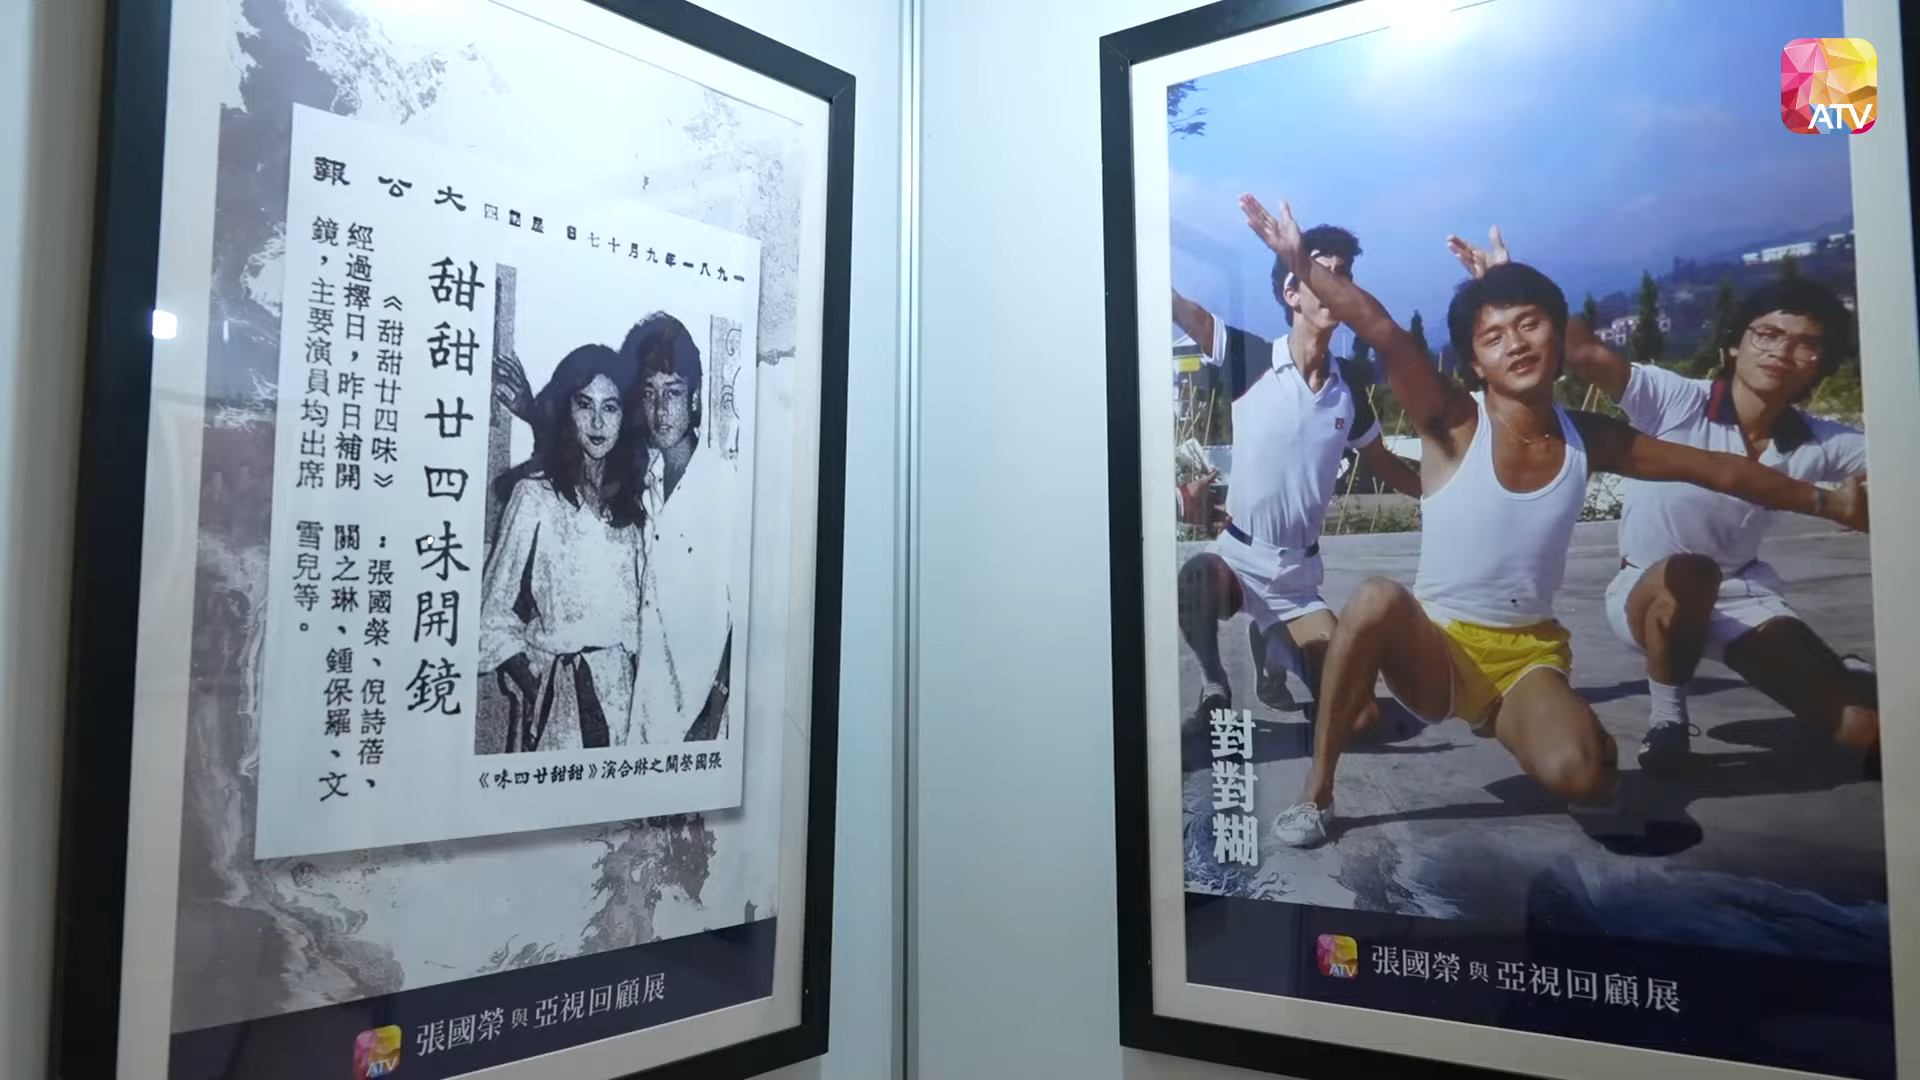 ATV
大公報
一九八一年九月十七日 星期四
甜甜廿四味開鏡
《甜甜廿四味》
經過擇日，昨日補開
鏡，主要演員均出席
：張國榮、倪詩蓓、
關之琳、鍾保羅、文
雪兒等。
張國榮關之琳合演《甜甜廿四味》
ATV
張國榮與亞視回顧展
對對糊
ATV
張國榮與亞視回顧展